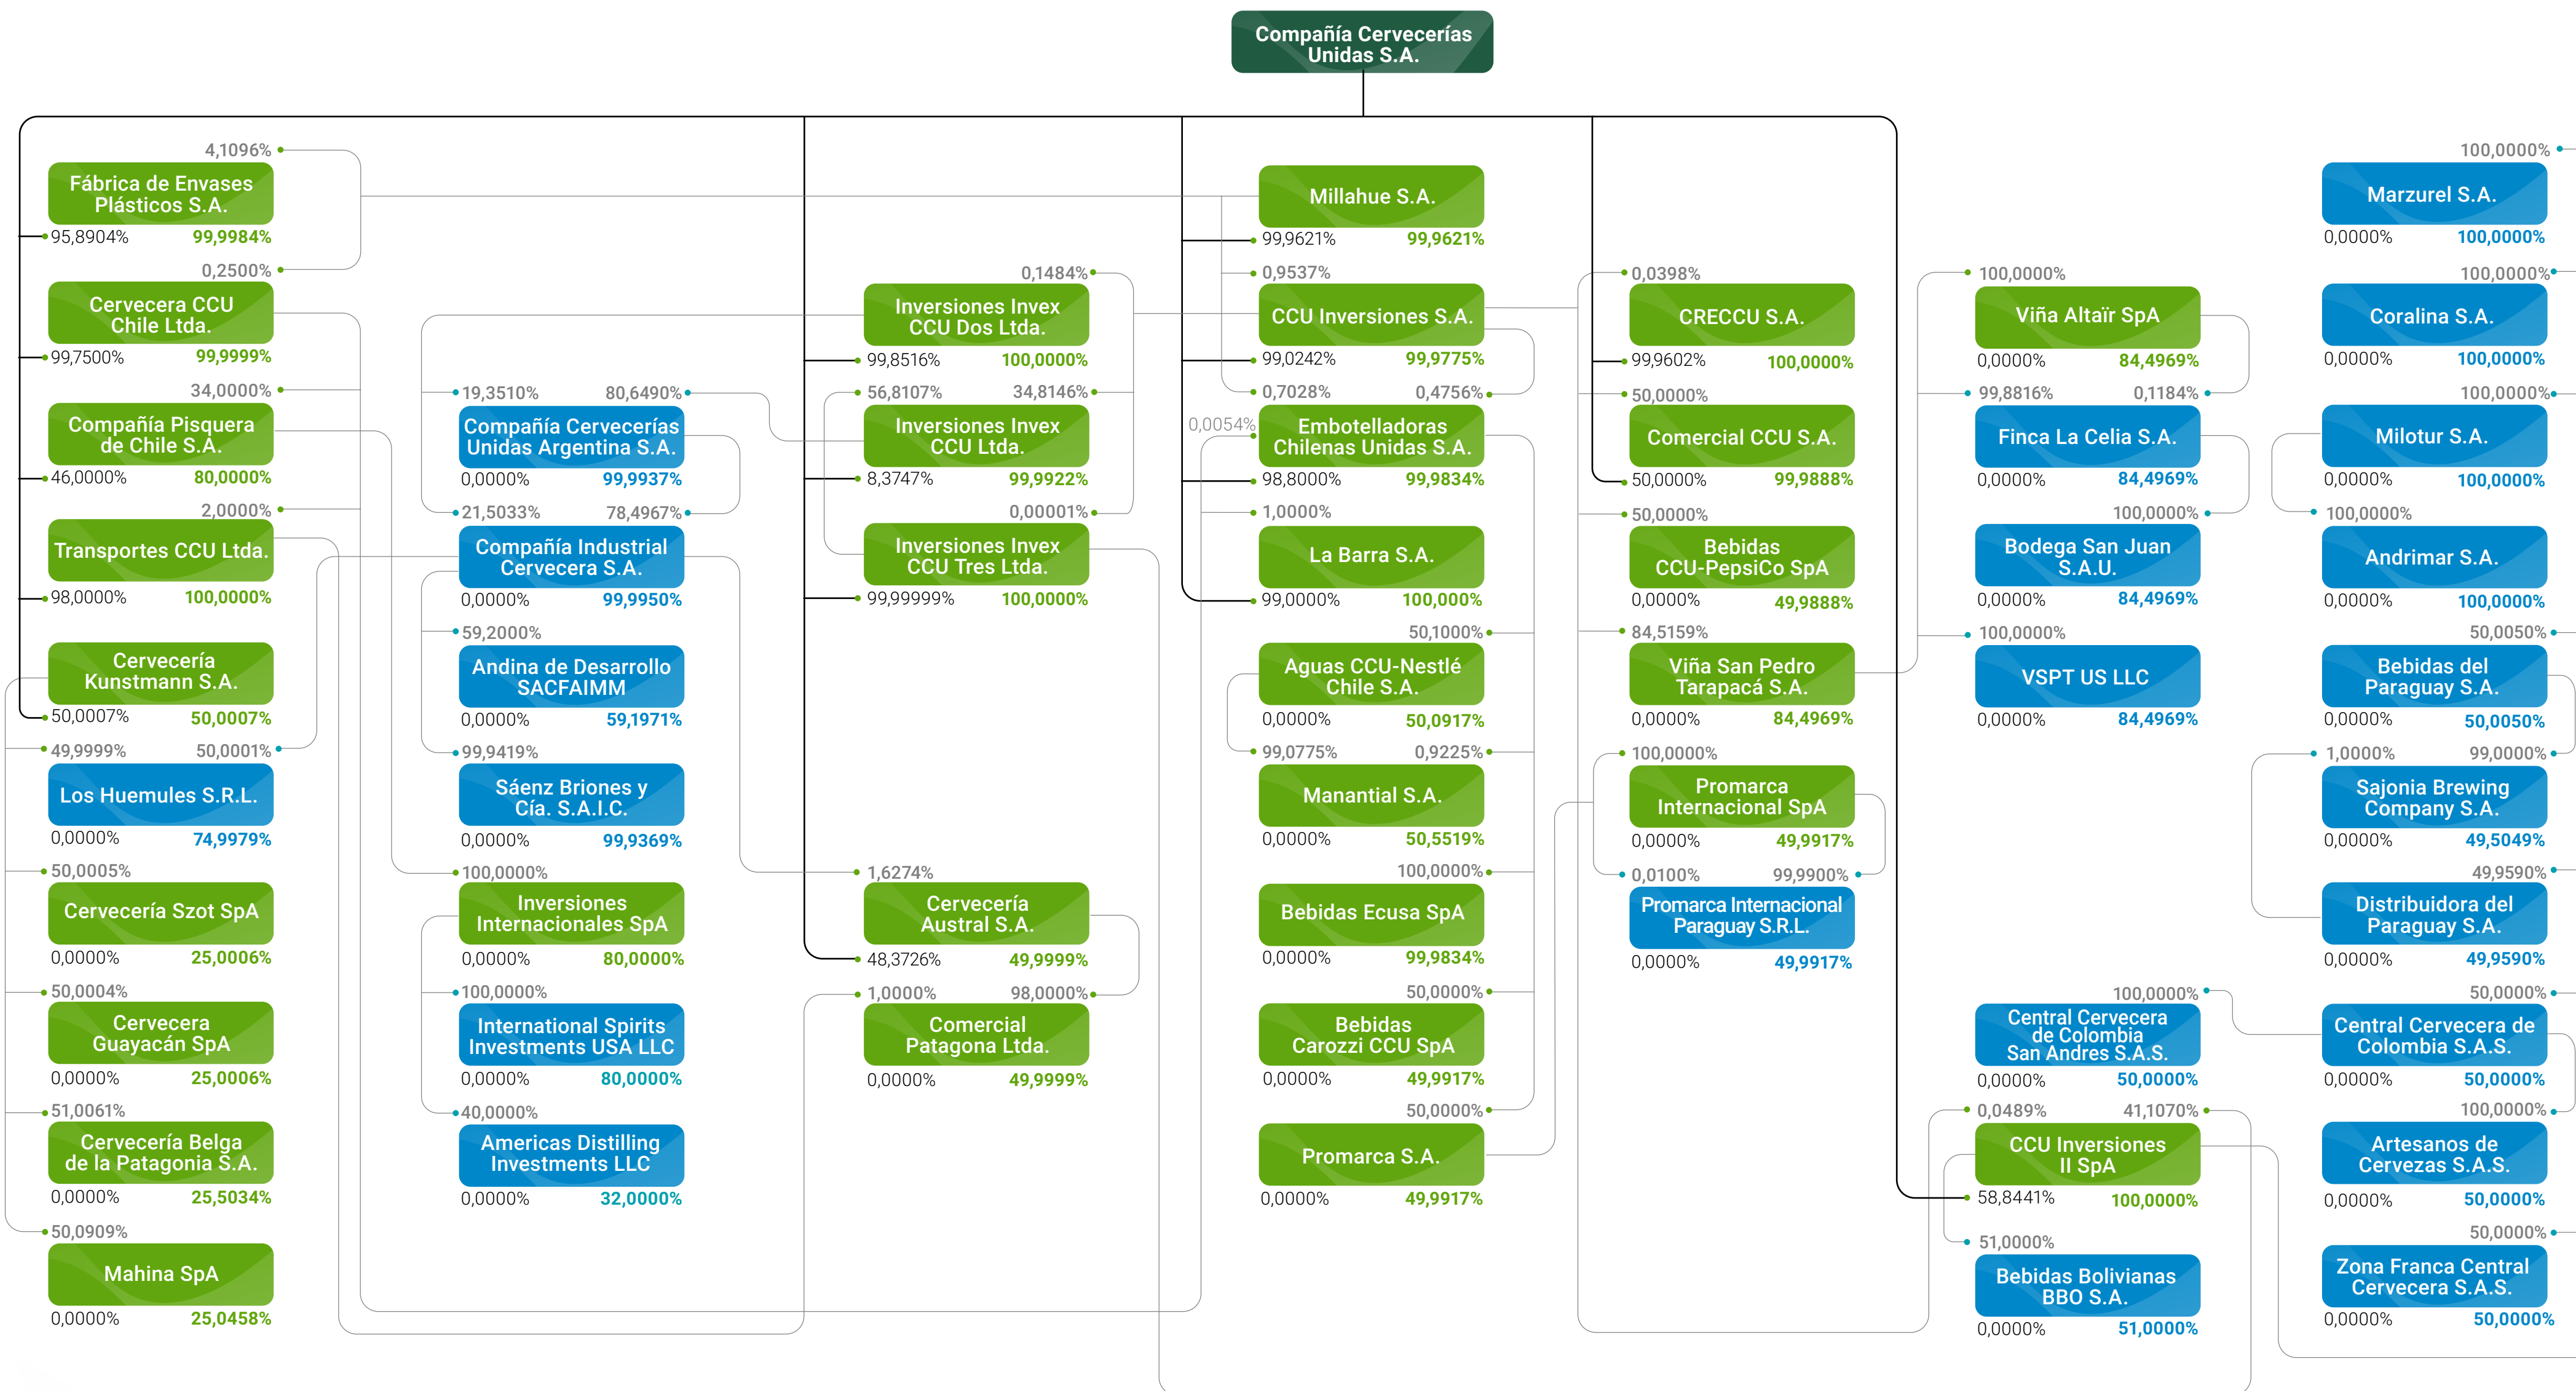 Compañía Cervecerías
Unidas S.A.
4,1096%
Fábrica de Envases
Plásticos S.A.
95,8904% 99,9984%
0,2500%
Cervecera CCU
Chile Ltda.
99,7500% 99,9999%
34,0000%
Compañía Pisquera
de Chile S.A.
46,0000% 80,0000%
2,0000%
Transportes CCU Ltda.
98,0000% 100,0000%
Cervecería
Kunstmann S.A.
50,0007% 50,0007%
49,9999% 50,0001%
Los Huemules S.R.L.
0,0000% 74,9979%
50,0005%
Cervecería Szot SpA
0,0000% 25,0006%
50,0004%
Cervecera
Guayacán SpA
0,0000% 25,0006%
51,0061%
Cervecería Belga
de la Patagonia S.A.
0,0000% 25,5034%
50,0909%
Mahina SpA
0,0000% 25,0458%
19,3510% 80,6490%
Compañía Cervecerías
Unidas Argentina S.A.
0,0000% 99,9937%
21,5033% 78,4967%
Compañía Industrial
Cervecera S.A.
0,0000% 99,9950%
59,2000%
Andina de Desarrollo
SACFAIMM
0,0000% 59,1971%
99,9419%
Sáenz Briones y
Cía. S.A.I.C.
0,0000% 99,9369%
100,0000%
Inversiones
Internacionales SpA
0,0000% 80,0000%
100,0000%
International Spirits
Investments USA LLC
0,0000% 80,0000%
40,0000%
Americas Distilling
Investments LLC
0,0000% 32,0000%
0,1484%
Inversiones Invex
CCU Dos Ltda.
99,8516% 100,0000%
56,8107% 34,8146%
Inversiones Invex
CCU Ltda.
8,3747% 99,9922%
0,00001%
Inversiones Invex
CCU Tres Ltda.
99,99999% 100,0000%
1,6274%
Cervecería
Austral S.A.
48,3726% 49,9999%
1,0000% 98,0000%
Comercial
Patagona Ltda.
0,0000% 49,9999%
Millahue S.A.
99,9621% 99,9621%
0,9537%
CCU Inversiones S.A.
99,0242% 99,9775%
0,7028% 0,4756%
0,0054%
Embotelladoras
Chilenas Unidas S.A.
98,8000% 99,9834%
1,0000%
La Barra S.A.
99,0000% 100,000%
50,1000%
Aguas CCU-Nestlé
Chile S.A.
0,0000% 50,0917%
99,0775% 0,9225%
Manantial S.A.
0,0000% 50,5519%
100,0000%
Bebidas Ecusa SpA
0,0000% 99,9834%
50,0000%
Bebidas
Carozzi CCU SpA
0,0000% 49,9917%
50,0000%
Promarca S.A.
0,0000% 49,9917%
0,0398%
CRECCU S.A.
99,9602% 100,0000%
50,0000%
Comercial CCU S.A.
50,0000% 99,9888%
50,0000%
Bebidas
CCU-PepsiCo SpA
0,0000% 49,9888%
84,5159%
Viña San Pedro
Tarapacá S.A.
0,0000% 84,4969%
100,0000%
Promarca
Internacional SpA
0,0000% 49,9917%
0,0100% 99,9900%
Promarca Internacional
Paraguay S.R.L.
0,0000% 49,9917%
100,0000%
Viña Altaïr SpA
0,0000% 84,4969%
99,8816% 0,1184%
Finca La Celia S.A.
0,0000% 84,4969%
100,0000%
Bodega San Juan
S.A.U.
0,0000% 84,4969%
100,0000%
VSPT US LLC
0,0000% 84,4969%
100,0000%
Central Cervecera
de Colombia
San Andres S.A.S.
0,0000% 50,0000%
0,0489% 41,1070%
CCU Inversiones
II SpA
58,8441% 100,0000%
51,0000%
Bebidas Bolivianas
BBO S.A.
0,0000% 51,0000%
100,0000%
Marzurel S.A.
0,0000% 100,0000%
100,0000%
Coralina S.A.
0,0000% 100,0000%
100,0000%
Milotur S.A.
0,0000% 100,0000%
100,0000%
Andrimar S.A.
0,0000% 100,0000%
50,0050%
Bebidas del
Paraguay S.A.
0,0000% 50,0050%
1,0000% 99,0000%
Sajonia Brewing
Company S.A.
0,0000% 49,5049%
49,9590%
Distribuidora del
Paraguay S.A.
0,0000% 49,9590%
50,0000%
Central Cervecera de
Colombia S.A.S.
0,0000% 50,0000%
100,0000%
Artesanos de
Cervezas S.A.S.
0,0000% 50,0000%
50,0000%
Zona Franca Central
Cervecera S.A.S.
0,0000% 50,0000%